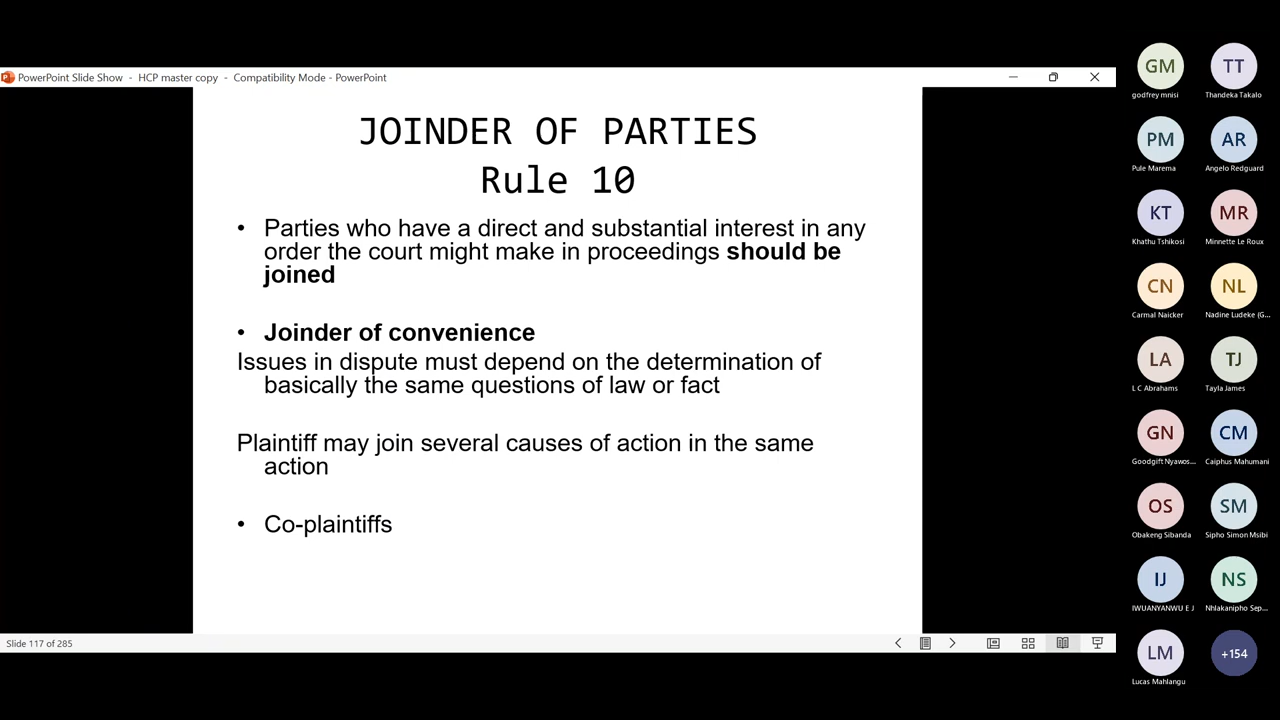 PowerPoint Slide Show - HCP master copy - Compatibility Mode - PowerPoint
JOINDER OF PARTIES
Rule 10
• Parties who have a direct and substantial interest in any
order the court might make in proceedings should be
joined
• Joinder of convenience
Issues in dispute must depend on the determination of
basically the same questions of law or fact
Plaintiff may join several causes of action in the same
action
• Co-plaintiffs
Slide 117 of 285
GM
TT
godfrey mnisi
Thandeka Takalo
PM
AR
Pule Marema
Angelo Redguard
KT
MR
Khathu Tshikosi
Minnette Le Roux
CN
NL
Carmal Naicker
Nadine Ludeke (G...
LA
TJ
L C Abrahams
Tayla James
GN
CM
Goodgift Nyawos...
Caiphus Mahumani
OS
SM
Obakeng Sibanda
Sipho Simon Msibi
IJ
NS
IWUANYANWU E J
Nhlakanipho Sep...
LM
+154
Lucas Mahlangu